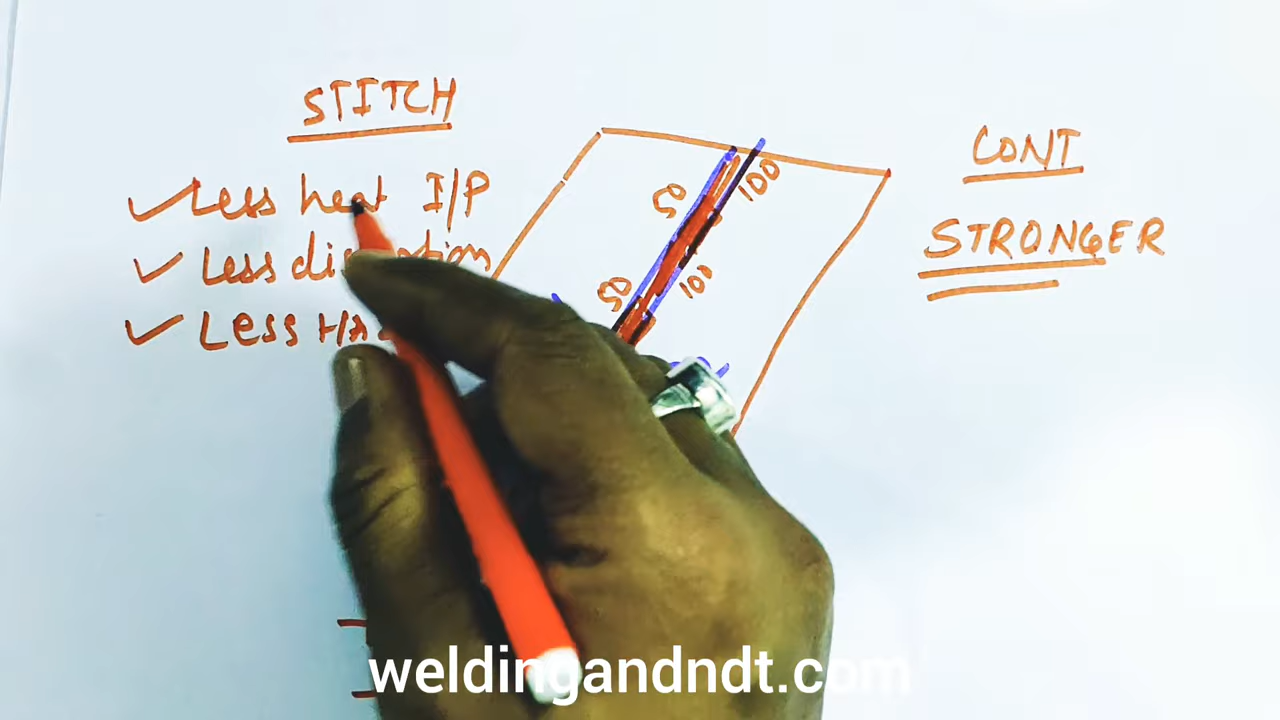 STITCH
Less heat I/P
Less
Less
50
100
50
100
CONT
STRONGER
weldingandndt.com